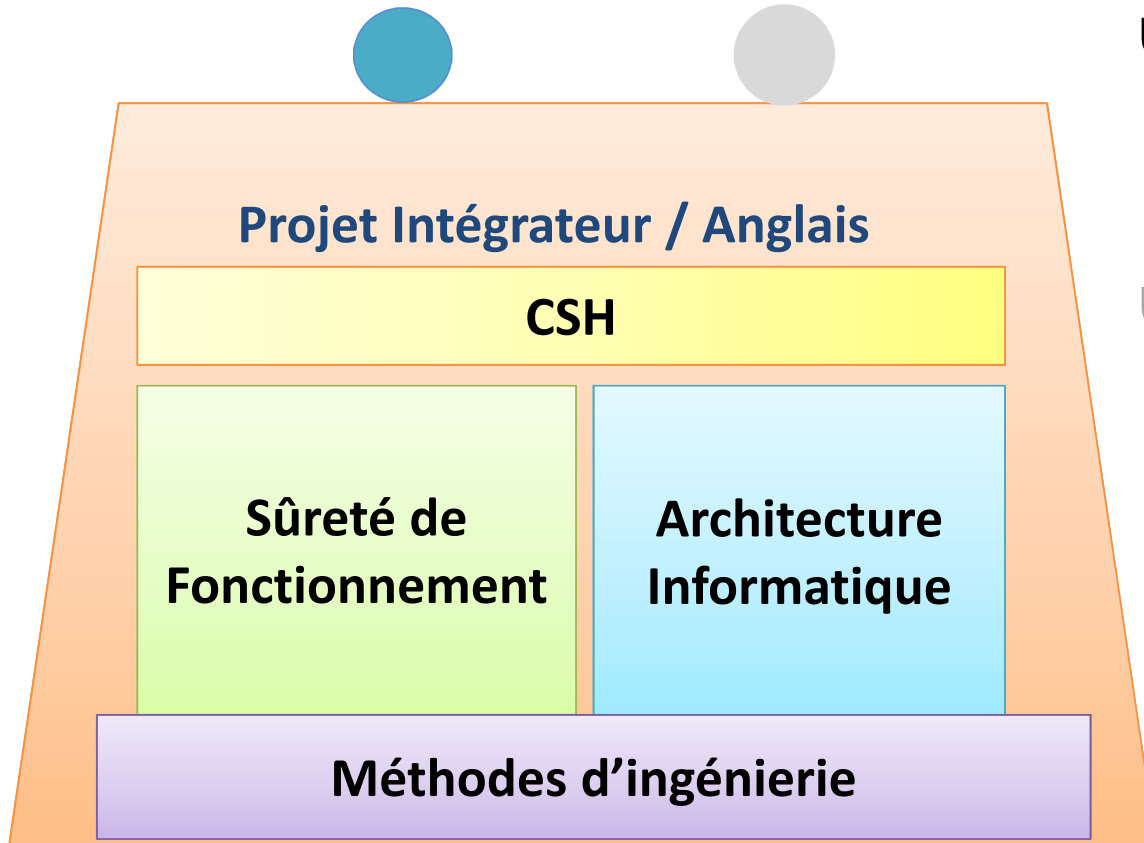 Projet Intégrateur / Anglais
CSH
Sûreté de
Fonctionnement
Architecture
Informatique
Méthodes d’ingénierie